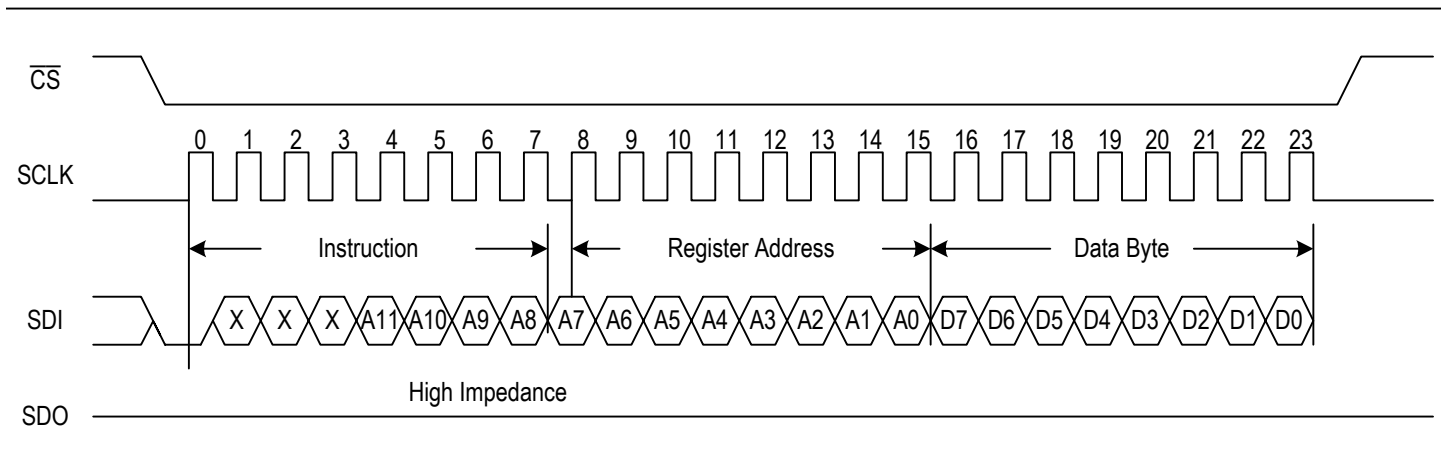 CS
0 1 2 3 4 5 6 7 8 9 10 11 12 13 14 15 16 17 18 19 20 21 22 23
SCLK
Instruction Register Address Data Byte
SDI X X X A11 A10 A9 A8 A7 A6 A5 A4 A3 A2 A1 A0 D7 D6 D5 D4 D3 D2 D1 D0
High Impedance
SDO